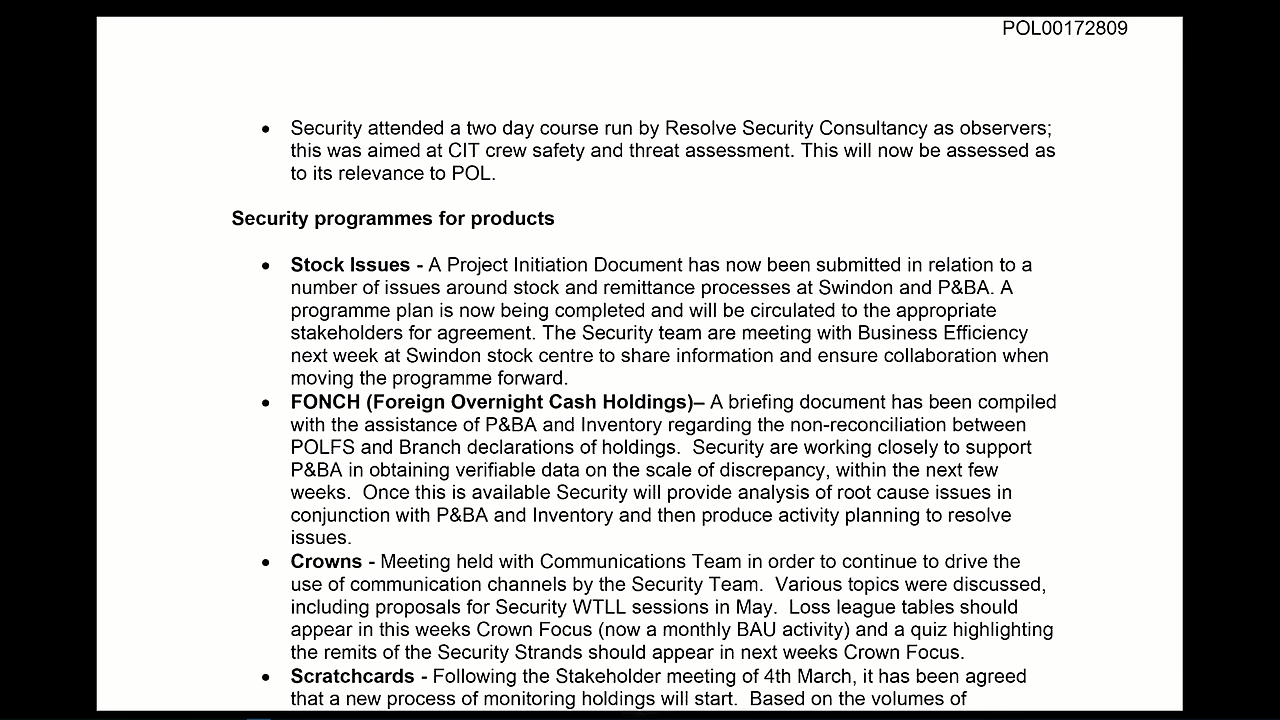 POL00172809
• Security attended a two day course run by Resolve Security Consultancy as observers;
this was aimed at CIT crew safety and threat assessment. This will now be assessed as
to its relevance to POL.
Security programmes for products
• Stock Issues - A Project Initiation Document has now been submitted in relation to a
number of issues around stock and remittance processes at Swindon and P&BA. A
programme plan is now being completed and will be circulated to the appropriate
stakeholders for agreement. The Security team are meeting with Business Efficiency
next week at Swindon stock centre to share information and ensure collaboration when
moving the programme forward.
• FONCH (Foreign Overnight Cash Holdings)– A briefing document has been compiled
with the assistance of P&BA and Inventory regarding the non-reconciliation between
POLFS and Branch declarations of holdings.  Security are working closely to support
P&BA in obtaining verifiable data on the scale of discrepancy, within the next few
weeks.  Once this is available Security will provide analysis of root cause issues in
conjunction with P&BA and Inventory and then produce activity planning to resolve
issues.
• Crowns - Meeting held with Communications Team in order to continue to drive the
use of communication channels by the Security Team.  Various topics were discussed,
including proposals for Security WTLL sessions in May.  Loss league tables should
appear in this weeks Crown Focus (now a monthly BAU activity) and a quiz highlighting
the remits of the Security Strands should appear in next weeks Crown Focus.
• Scratchcards - Following the Stakeholder meeting of 4th March, it has been agreed
that a new process of monitoring holdings will start.  Based on the volumes of